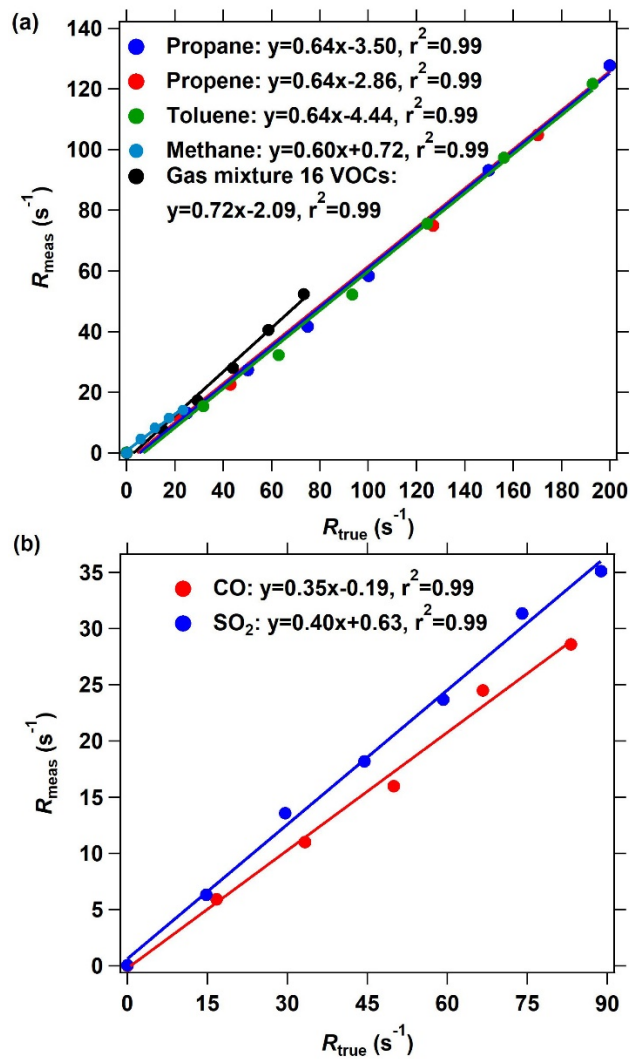 (a)
140
120
100
80
60
40
20
0
R_meas (s⁻¹)
Propane: y=0.64x-3.50, r²=0.99
Propene: y=0.64x-2.86, r²=0.99
Toluene: y=0.64x-4.44, r²=0.99
Methane: y=0.60x+0.72, r²=0.99
Gas mixture 16 VOCs:
y=0.72x-2.09, r²=0.99
0 20 40 60 80 100 120 140 160 180 200
R_true (s⁻¹)
(b)
35
30
25
20
15
10
5
0
R_meas (s⁻¹)
CO: y=0.35x-0.19, r²=0.99
SO₂: y=0.40x+0.63, r²=0.99
0 15 30 45 60 75 90
R_true (s⁻¹)